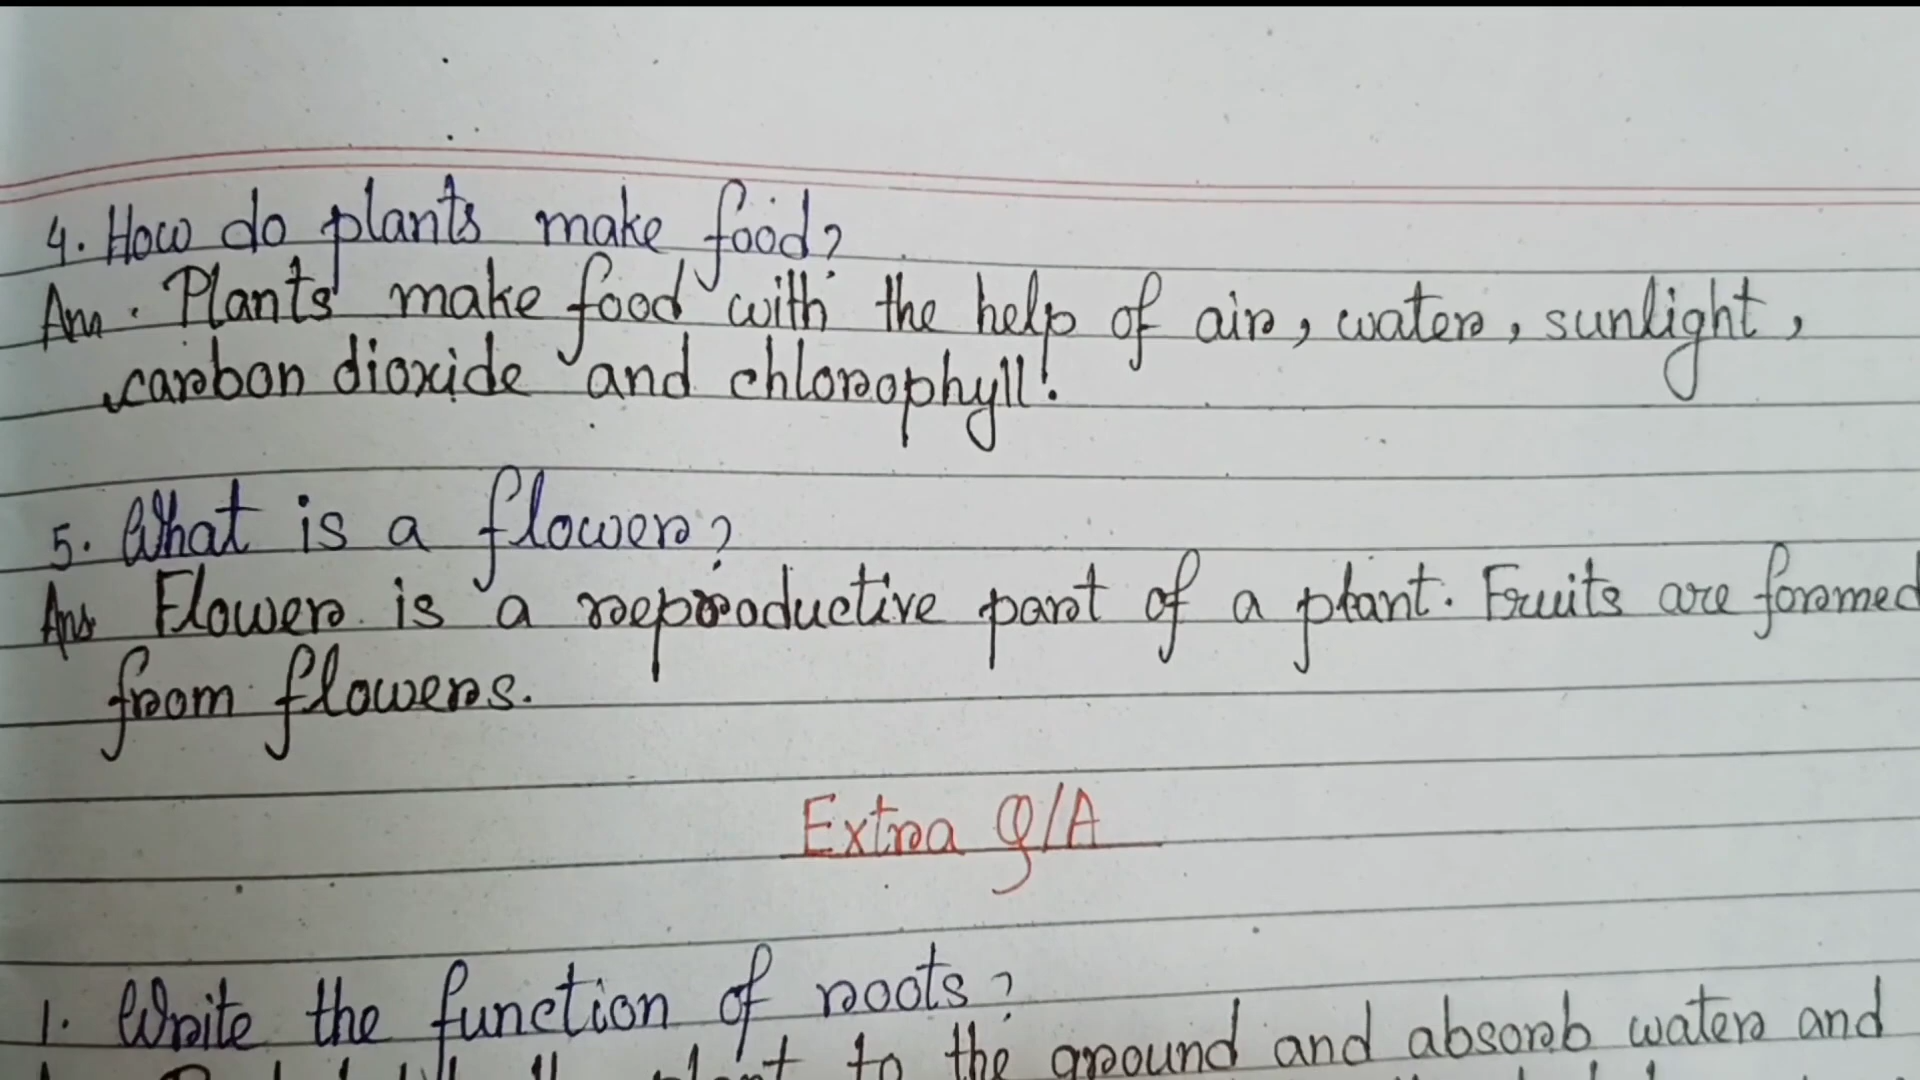 4. How do plants make food?
Ans. Plants make food with the help of air, water, sunlight,
carbon dioxide and chlorophyll.
5. What is a flower?
Ans Flower is a reproductive part of a plant. Fruits are formed
from flowers.
Extra Q/A
1. Write the function of roots?
to the ground and absorb water and